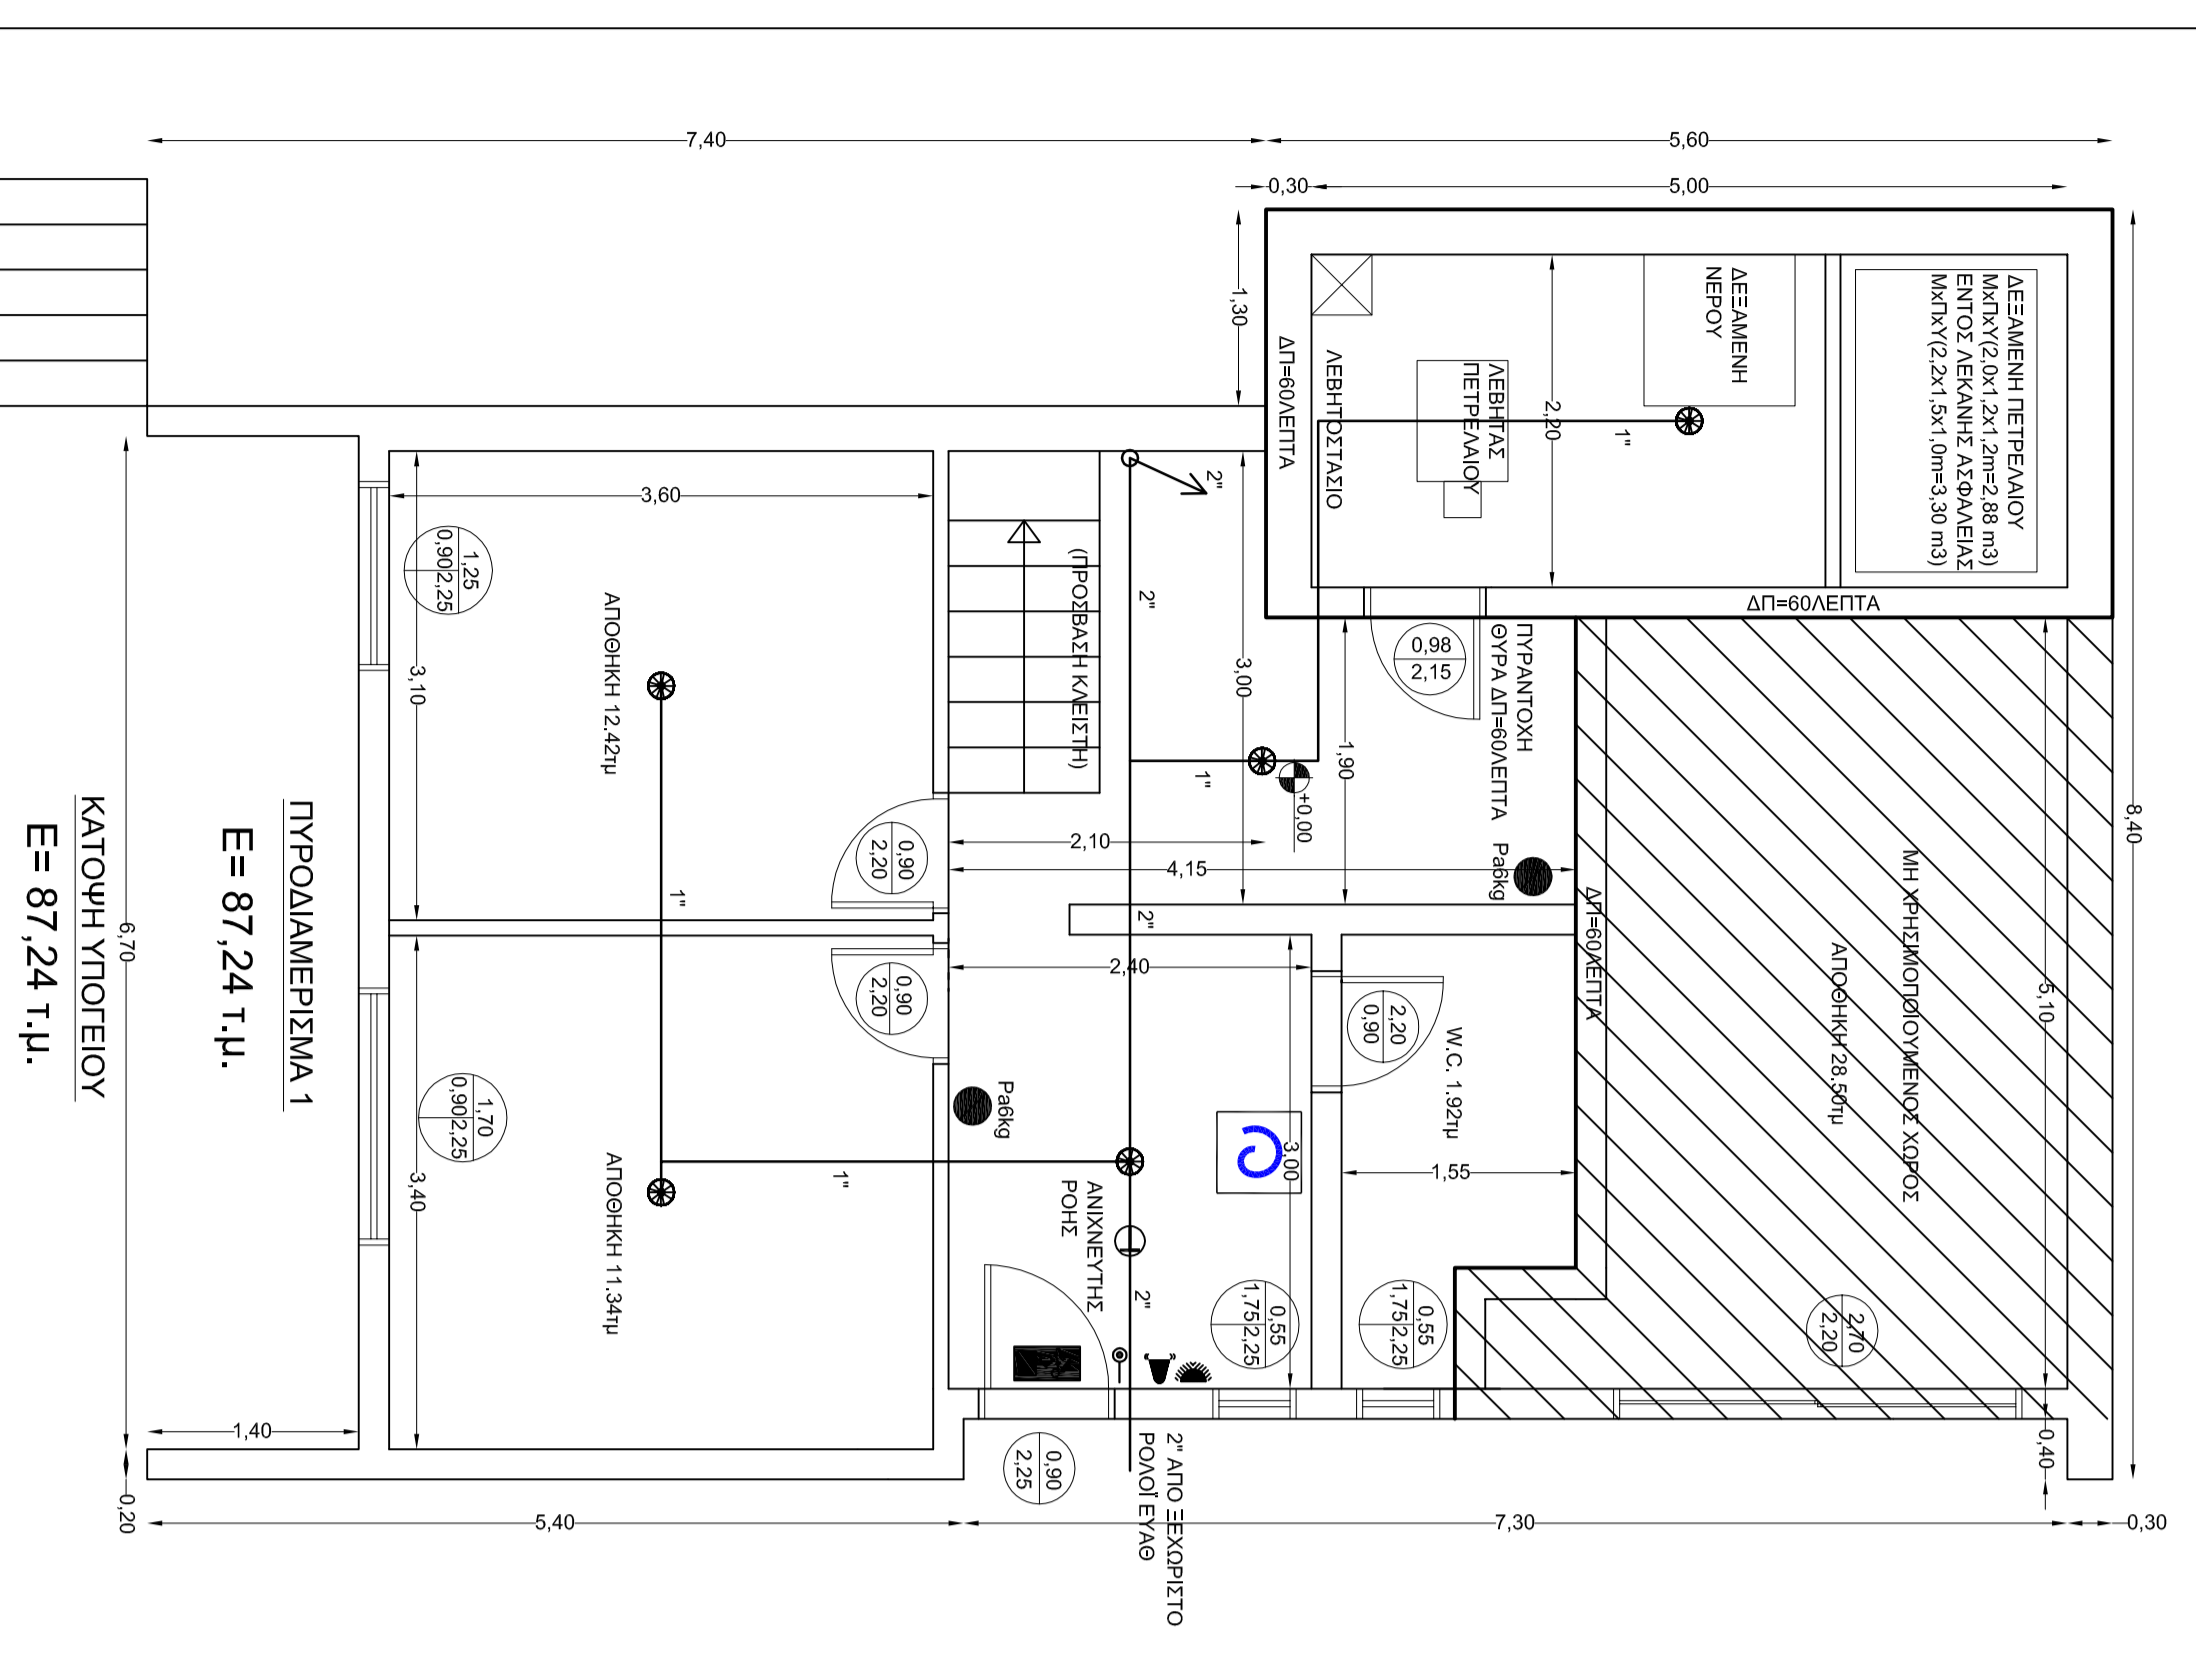 7,40
5,60
0,30
5,00
1,30
8,40
ΔΕΞΑΜΕΝΗ ΠΕΤΡΕΛΑΙΟΥ
ΜxΠxΥ(2,0x1,2x1,2m=2,88 m3)
ΕΝΤΟΣ ΛΕΚΑΝΗΣ ΑΣΦΑΛΕΙΑΣ
ΜxΠxΥ(2,2x1,5x1,0m=3,30 m3)
ΔΕΞΑΜΕΝΗ
ΝΕΡΟΥ
2,20
1"
ΛΕΒΗΤΑΣ
ΠΕΤΡΕΛΑΙΟΥ
ΛΕΒΗΤΟΣΤΑΣΙΟ
ΔΠ=60ΛΕΠΤΑ
ΔΠ=60ΛΕΠΤΑ
ΠΥΡΑΝΤΟΧΗ
ΘΥΡΑ ΔΠ=60ΛΕΠΤΑ
0,98
2,15
Pa6kg
1,90
3,00
+0,00
1"
2"
2"
(ΠΡΟΣΒΑΣΗ ΚΛΕΙΣΤΗ)
2,10
4,15
2"
3,60
3,10
1,25
0,90
2,25
ΑΠΟΘΗΚΗ 12.42τμ
1"
0,90
2,20
0,90
2,20
2,40
ΔΠ=60ΛΕΠΤΑ
ΜΗ ΧΡΗΣΙΜΟΠΟΙΟΥΜΕΝΟΣ ΧΩΡΟΣ
ΑΠΟΘΗΚΗ 28.50τμ
5,10
2,70
2,20
2,20
0,90
W.C. 1.92τμ
1,55
3,00
0,55
1,75
2,25
0,55
1,75
2,25
Pa6kg
1"
ΑΝΙΧΝΕΥΤΗΣ
ΡΟΗΣ
2"
1,70
0,90
2,25
3,40
ΑΠΟΘΗΚΗ 11.34τμ
0,90
2,25
2" ΑΠΟ ΞΕΧΩΡΙΣΤΟ
ΡΟΛΟΪ ΕΥΑΘ
1,40
6,70
0,20
5,40
7,30
0,30
0,40
ΠΥΡΟΔΙΑΜΕΡΙΣΜΑ 1
Ε= 87,24 τ.μ.
ΚΑΤΟΨΗ ΥΠΟΓΕΙΟΥ
Ε= 87,24 τ.μ.